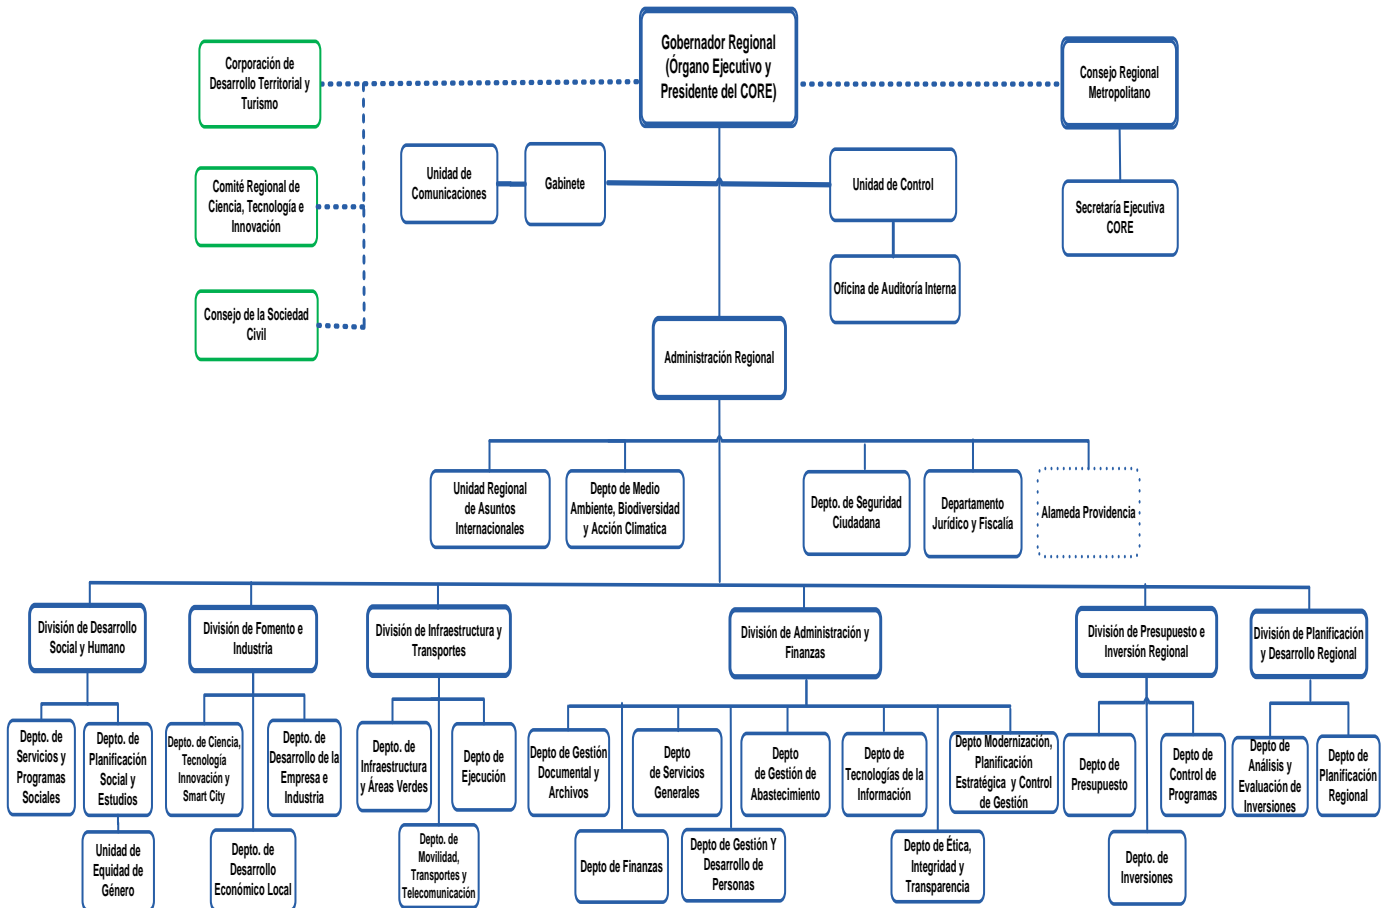 Gobernador Regional
(Órgano Ejecutivo y
Presidente del CORE)
Corporación de
Desarrollo Territorial y
Turismo
Consejo Regional
Metropolitano
Comité Regional de
Ciencia, Tecnología e
Innovación
Unidad de
Comunicaciones
Gabinete
Unidad de Control
Secretaría Ejecutiva
CORE
Oficina de Auditoría Interna
Consejo de la Sociedad
Civil
Administración Regional
Unidad Regional
de Asuntos
Internacionales
Depto de Medio
Ambiente, Biodiversidad
y Acción Climatica
Depto. de Seguridad
Ciudadana
Departamento
Jurídico y Fiscalía
Alameda Providencia
División de Desarrollo
Social y Humano
División de Fomento e
Industria
División de Infraestructura y
Transportes
División de Administración y
Finanzas
División de Presupuesto e
Inversión Regional
División de Planificación
y Desarrollo Regional
Depto. de
Servicios y
Programas
Sociales
Depto. de
Planificación
Social y
Estudios
Depto. de Ciencia,
Tecnología
Innovación y
Smart City
Depto. de
Desarrollo de la
Empresa e
Industria
Depto. de
Infraestructura
y Áreas Verdes
Depto de
Ejecución
Depto de Gestión
Documental y
Archivos
Depto
de Servicios
Generales
Depto
de Gestión de
Abastecimiento
Depto de
Tecnologías de la
Información
Depto Modernización,
Planificación
Estratégica y Control
de Gestión
Depto de
Presupuesto
Depto de
Control de
Programas
Depto de
Análisis y
Evaluación de
Inversiones
Depto de
Planificación
Regional
Unidad de
Equidad de
Género
Depto. de
Desarrollo
Económico Local
Depto. de
Movilidad,
Transportes y
Telecomunicación
Depto de Finanzas
Depto de Gestión Y
Desarrollo de
Personas
Depto de Ética,
Integridad y
Transparencia
Depto. de
Inversiones